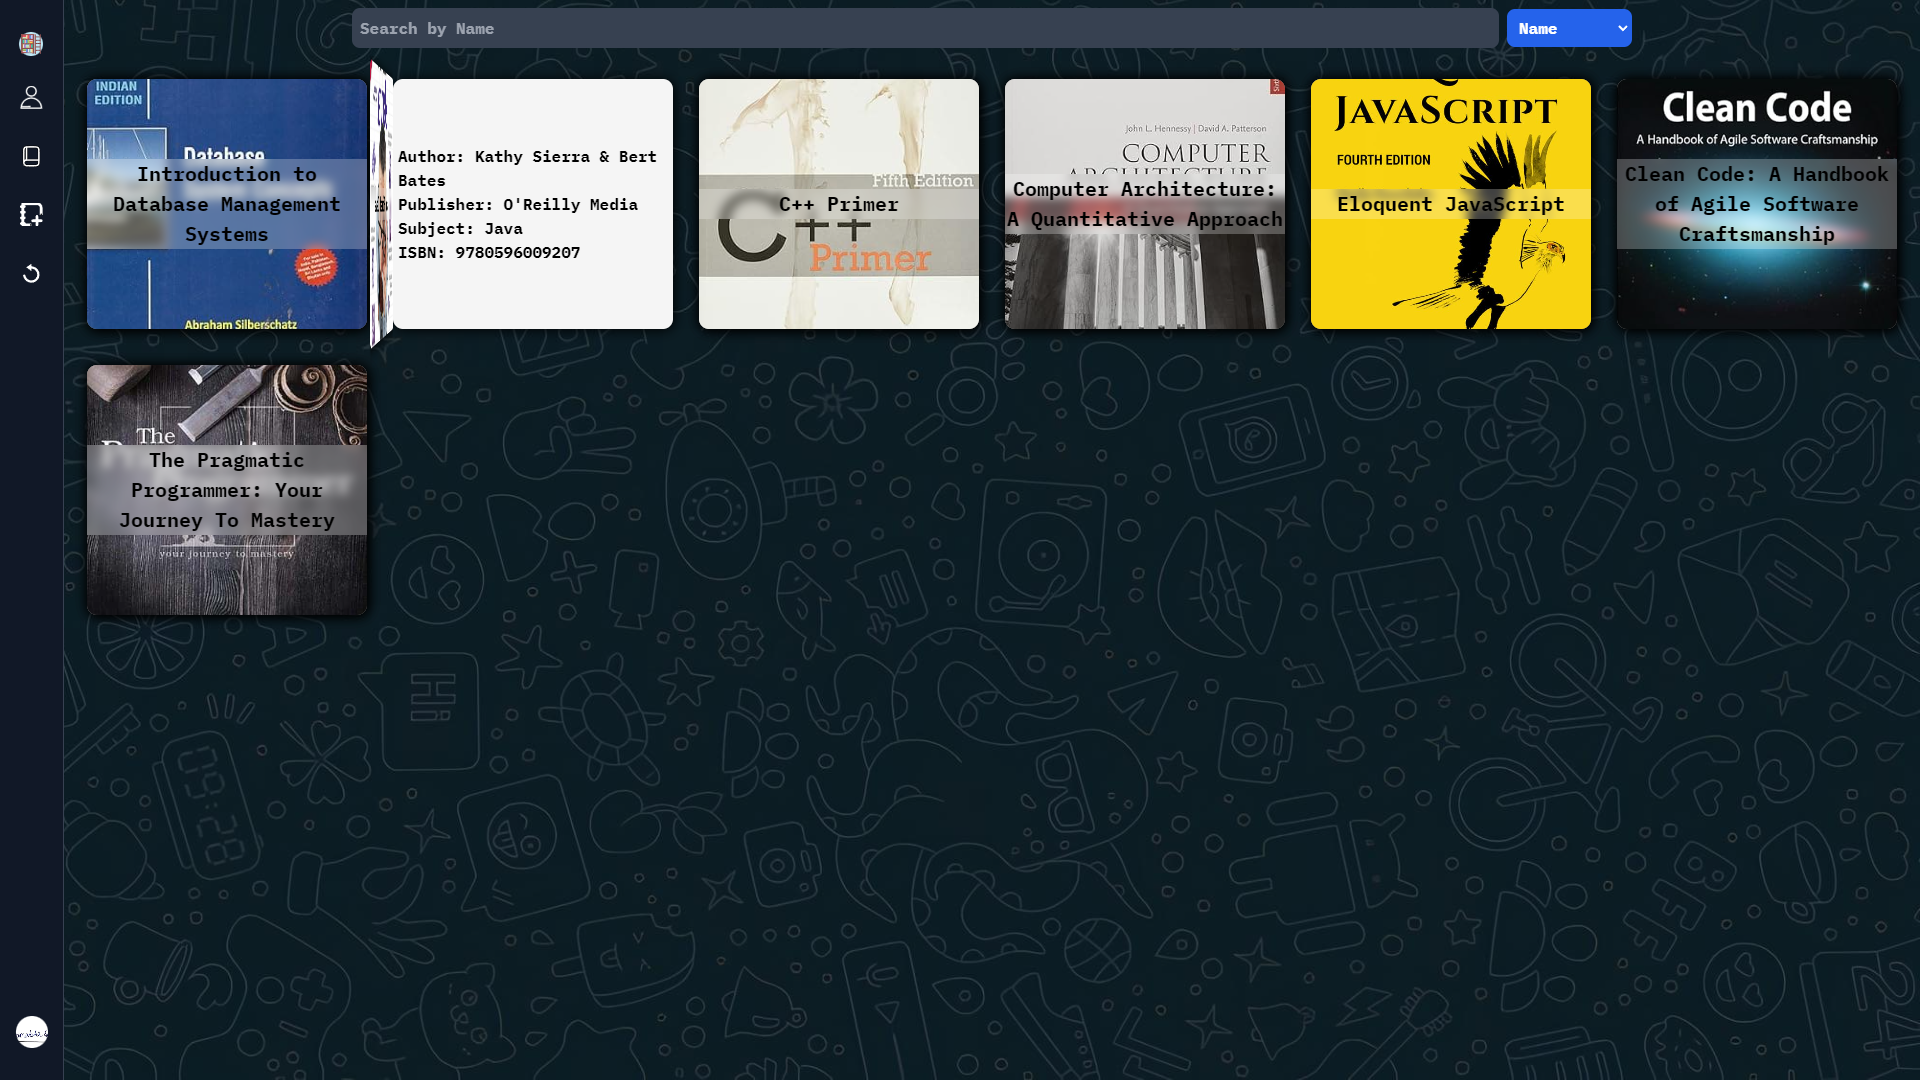 Search by Name
Name
INDIAN
EDITION
Database
Introduction to
Database Management
Systems
Abraham Silberschatz
Author: Kathy Sierra & Bert
Bates
Publisher: O'Reilly Media
Subject: Java
ISBN: 9780596009207
Fifth Edition
C++ Primer
C++
Primer
John L. Hennessy | David A. Patterson
COMPUTER
ARCHITECTURE
Computer Architecture:
A Quantitative Approach
JAVASCRIPT
FOURTH EDITION
Eloquent JavaScript
Clean Code
A Handbook of Agile Software Craftsmanship
Clean Code: A Handbook
of Agile Software
Craftsmanship
The
The Pragmatic
Programmer: Your
Journey To Mastery
your journey to mastery
09:28